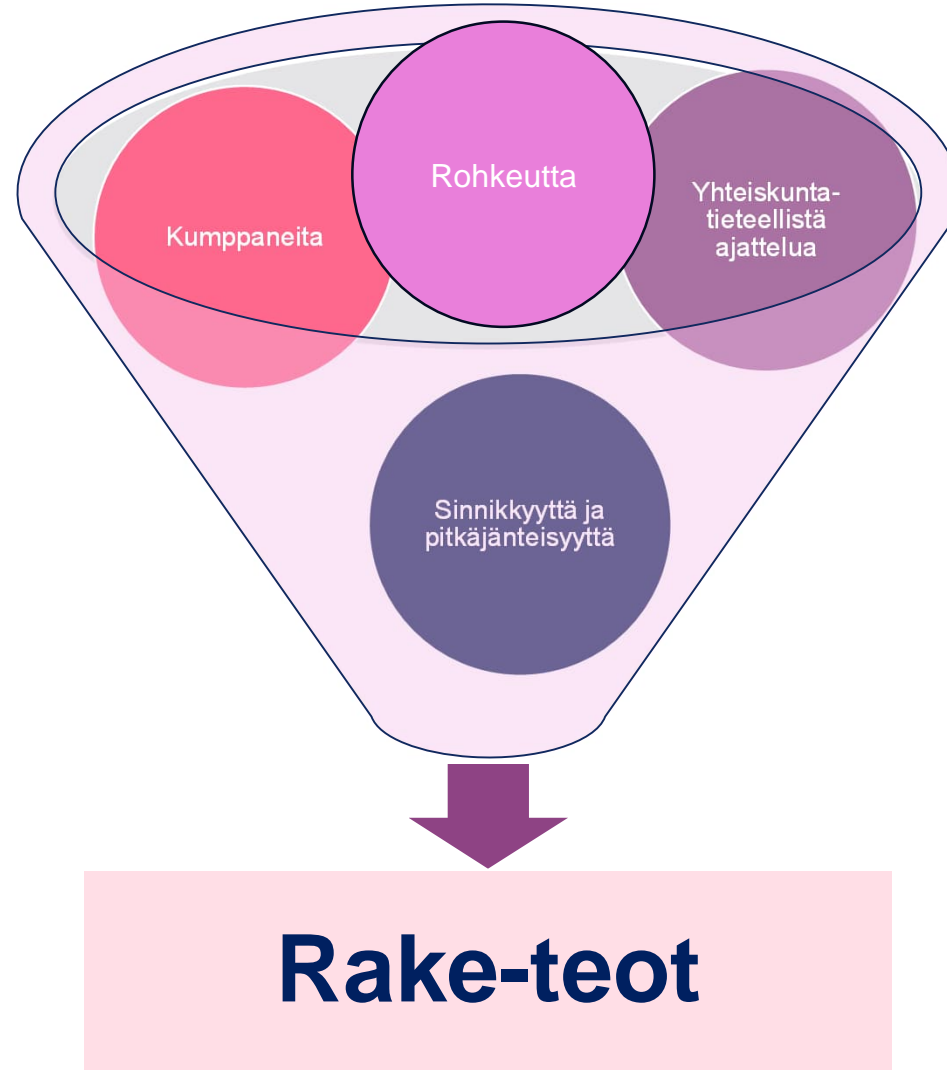 Rohkeutta
Kumppaneita
Yhteiskunta-
tieteellistä
ajattelua
Sinnikkyyttä ja
pitkäjänteisyyttä
Rake-teot